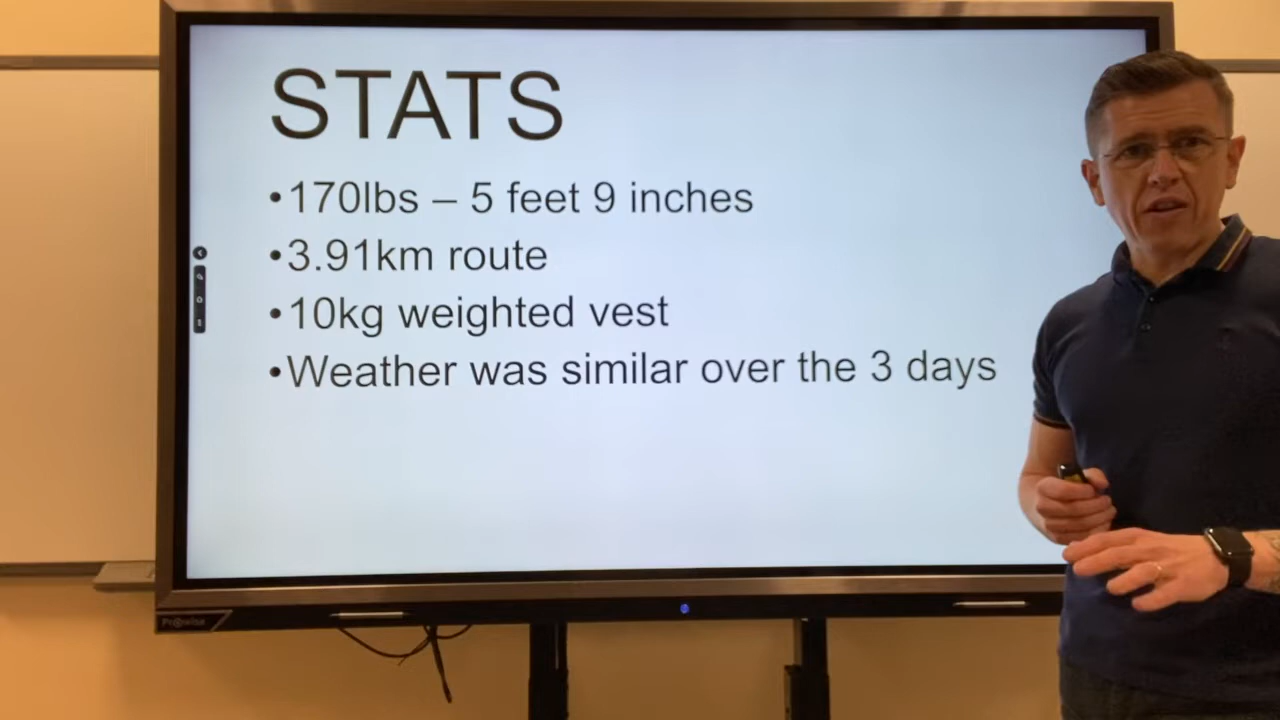 STATS
•170lbs – 5 feet 9 inches
•3.91km route
•10kg weighted vest
•Weather was similar over the 3 days
Prowise